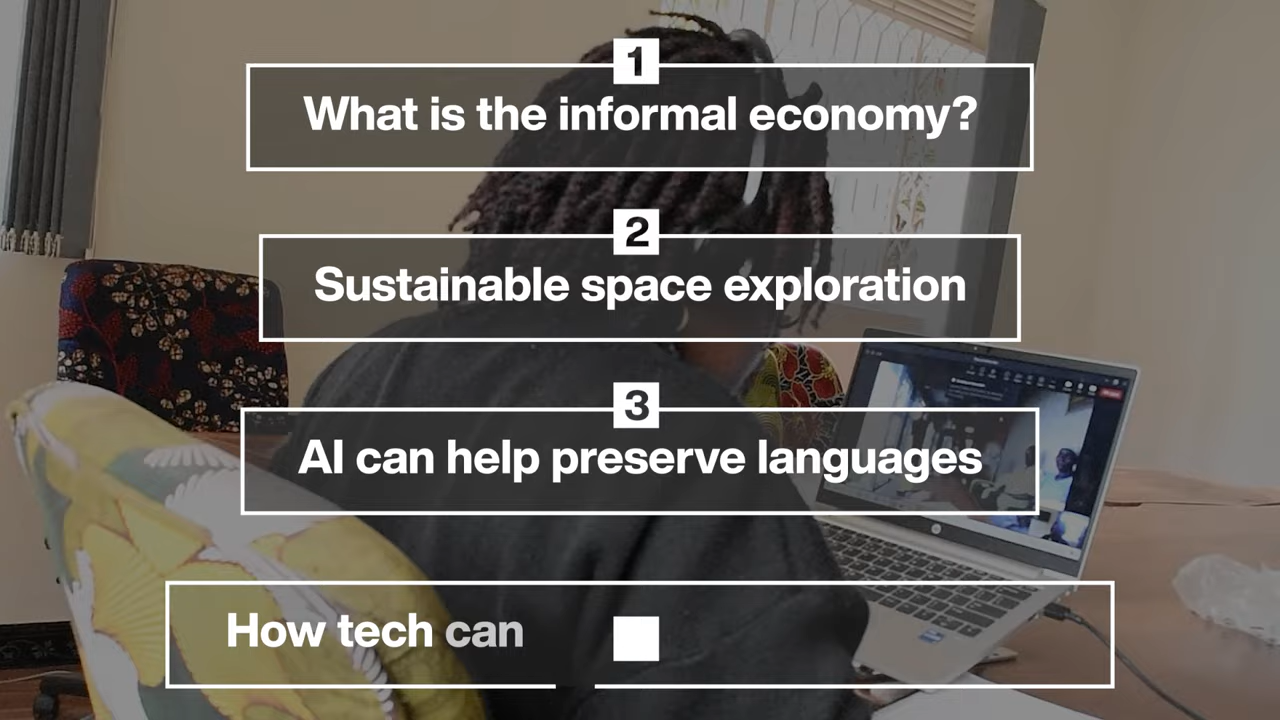 1
What is the informal economy?
2
Sustainable space exploration
3
AI can help preserve languages
How tech can